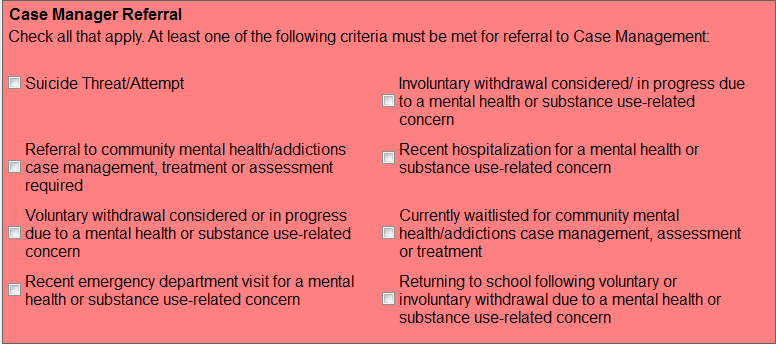 Case Manager Referral
Check all that apply. At least one of the following criteria must be met for referral to Case Management:
Suicide Threat/Attempt
Involuntary withdrawal considered/ in progress due
to a mental health or substance use-related
concern
Referral to community mental health/addictions
case management, treatment or assessment
required
Recent hospitalization for a mental health or
substance use-related concern
Voluntary withdrawal considered or in progress
due to a mental health or substance use-related
concern
Currently waitlisted for community mental
health/addictions case management, assessment
or treatment
Recent emergency department visit for a mental
health or substance use-related concern
Returning to school following voluntary or
involuntary withdrawal due to a mental health or
substance use-related concern